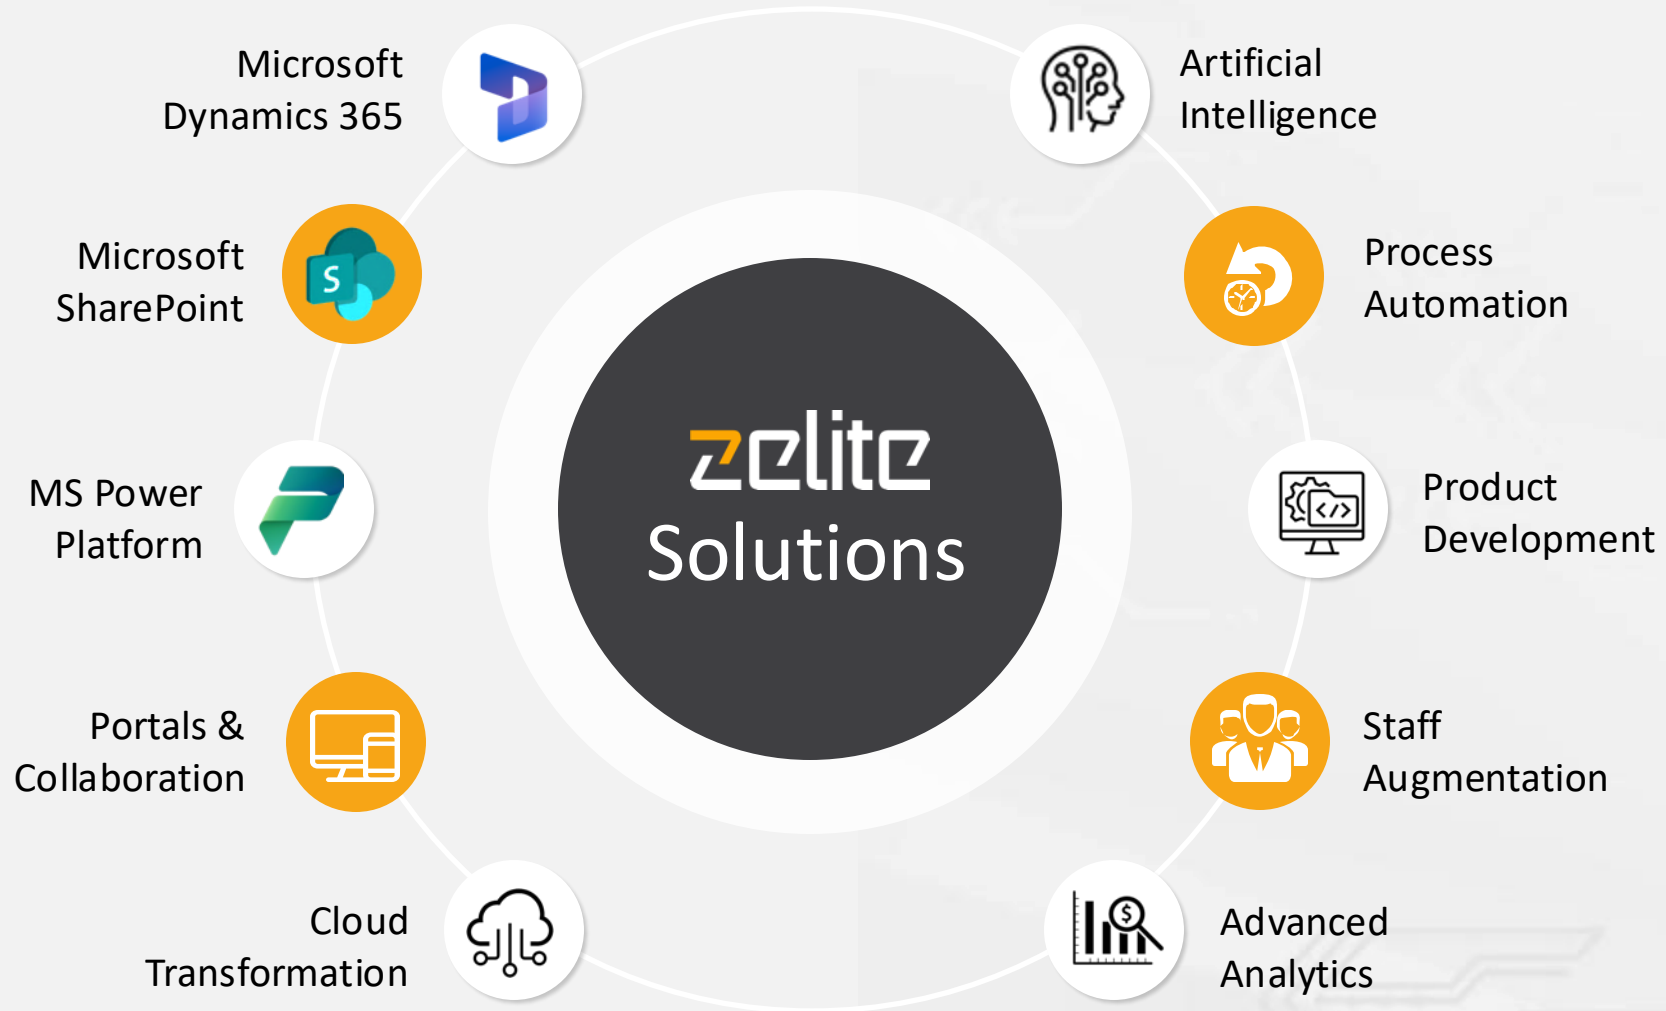 Microsoft
Dynamics 365
Microsoft
SharePoint
S
MS Power
Platform
Portals &
Collaboration
Cloud
Transformation
zelite
Solutions
Artificial
Intelligence
Process
Automation
Product
Development
</>
Staff
Augmentation
$
Advanced
Analytics